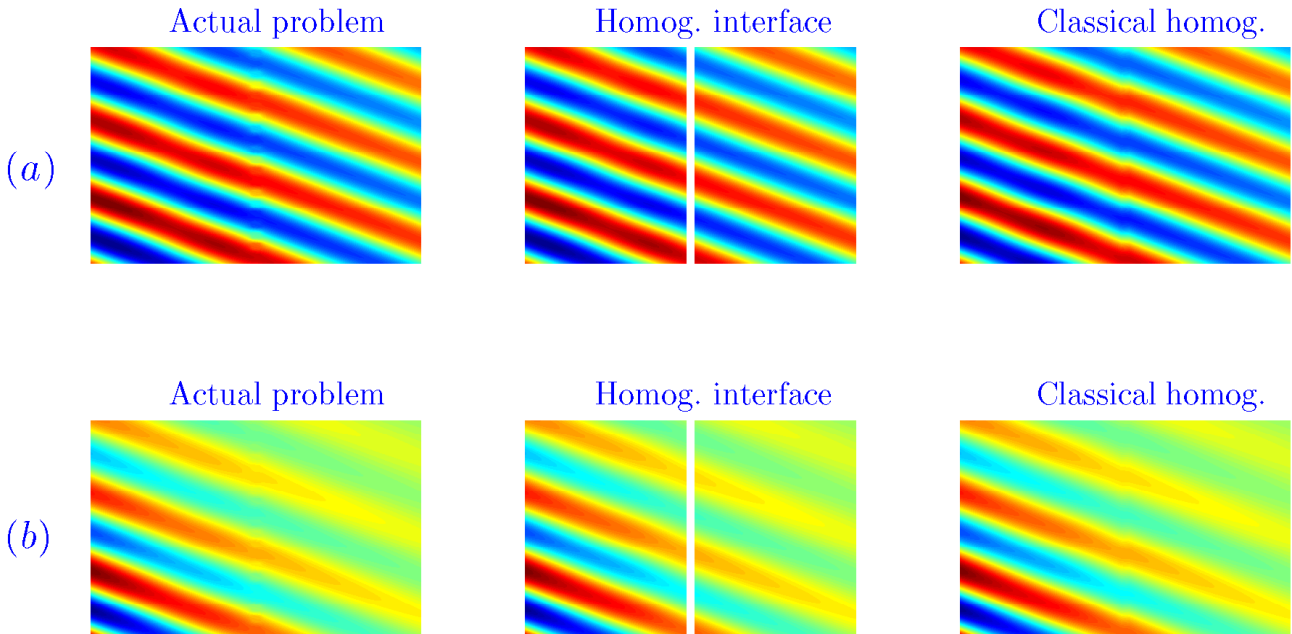 Actual problem Homog. interface Classical homog.
(a)
Actual problem Homog. interface Classical homog.
(b)